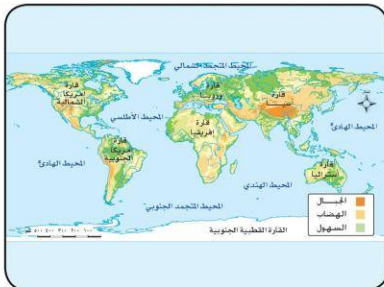 المحيط المتجمد الشمالي
قارة
أمريكا
الشمالية
قارة
أوروبا
قارة
آسيا
المحيط الأطلسي
المحيط الهادئ
قارة
إفريقيا
قارة
أمريكا
الجنوبية
المحيط الهادئ
المحيط الهندي
قارة
أستراليا
المحيط المتجمد الجنوبي
القارة القطبية الجنوبية
الجبال
الهضاب
السهول